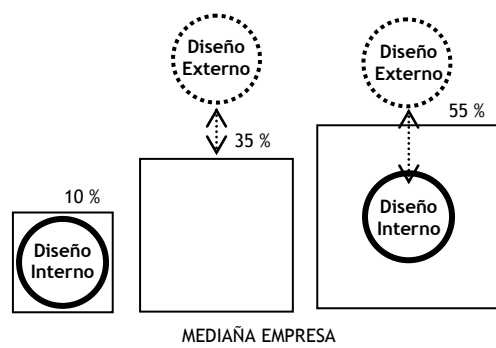 Diseño
Externo
35 %
Diseño
Externo
55 %
10 %
Diseño
Interno
Diseño
Interno
MEDIAÑA EMPRESA